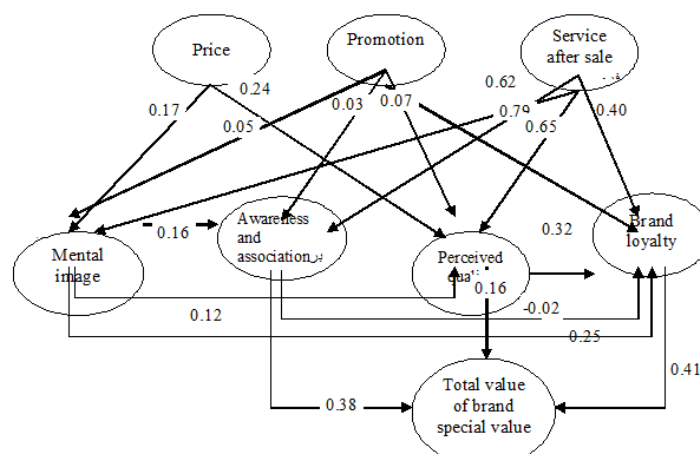 Price
Promotion
Service
after sale
0.24
0.62
0.17
0.03
0.07
0.79
0.40
0.05
0.65
0.16
Awareness
and
association
0.32
Brand
loyalty
Mental
image
Perceived
0.16
0.12
-0.02
0.25
0.41
Total value
of brand
special value
0.38